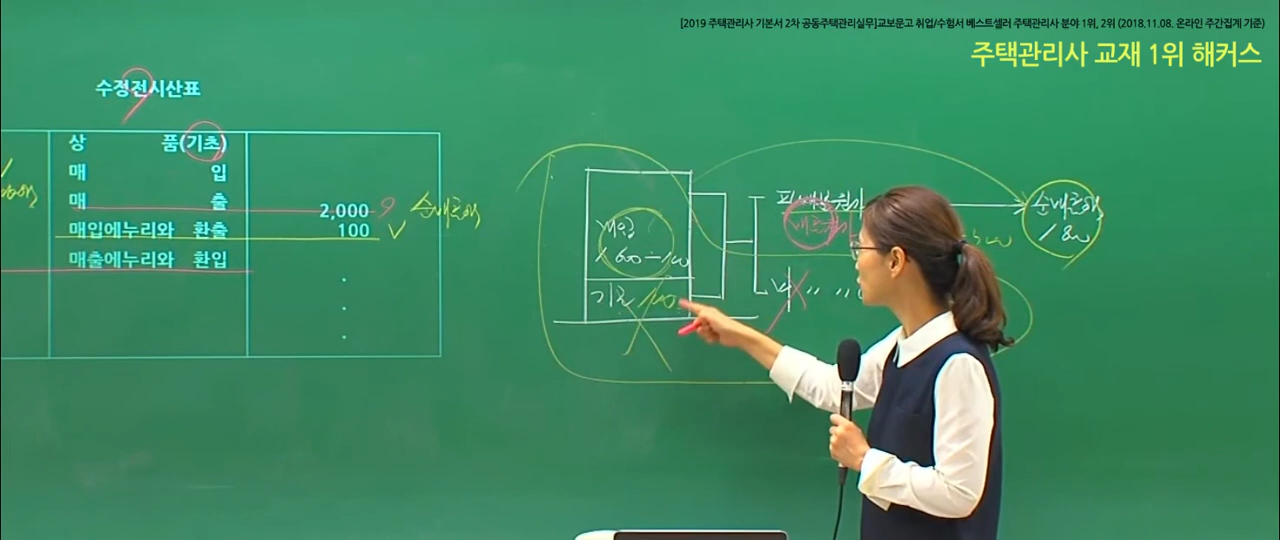 [2019 주택관리사 기본서 2차 공동주택관리실무]교보문고 취업/수험서 베스트셀러 주택관리사 분야 1위, 2위 (2018.11.08. 온라인 주간집계 기준)
주택관리사 교재 1위 해커스
수정전시산표
상 품(기초)
매 입
매 출 2,000
매입에누리와 환출 100
매출에누리와 환입
순매출액
매입
1600-100
기초
순매출액
1800